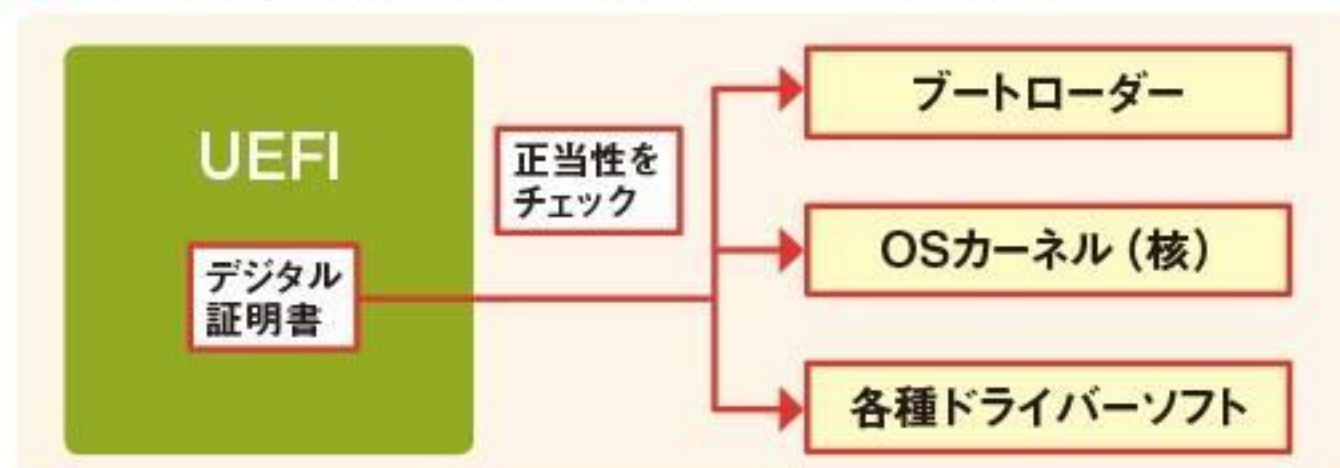 UEFI
デジタル
証明書
正当性を
チェック
ブートローダー
OSカーネル（核）
各種ドライバーソフト